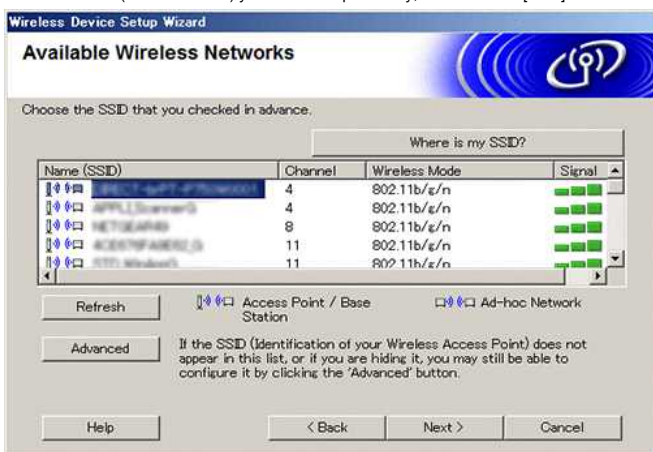 Wireless Device Setup Wizard
Available Wireless Networks
Choose the SSID that you checked in advance.
Where is my SSID?
Name (SSID) Channel Wireless Mode Signal
4 802.11b/g/n
4 802.11b/g/n
8 802.11b/g/n
11 802.11b/g/n
11 802.11b/g/n
Refresh
Access Point / Base
Station
Ad-hoc Network
Advanced
If the SSID (Identification of your Wireless Access Point) does not
appear in this list, or if you are hiding it, you may still be able to
configure it by clicking the 'Advanced' button.
Help
< Back
Next >
Cancel